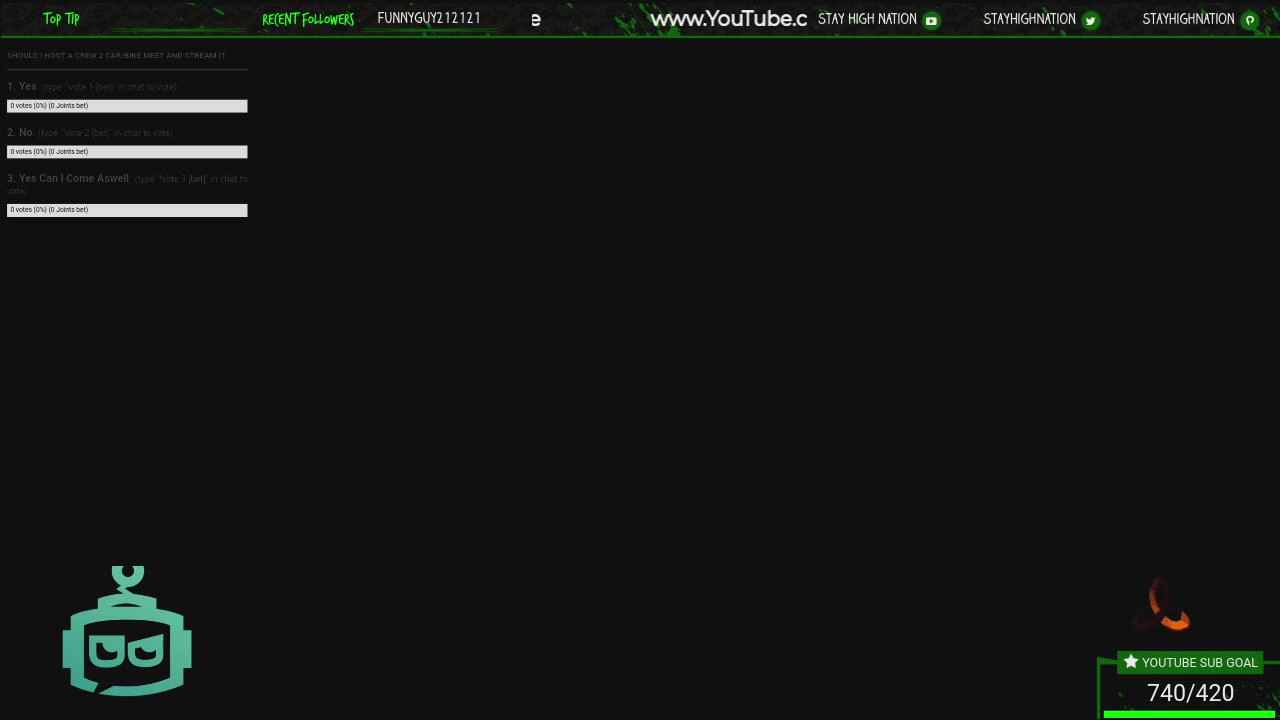 Top Tip
Recent Followers
FUNNYGUY212121
e
www.YouTube.c
STAY HIGH NATION
STAYHIGHNATION
STAYHIGHNATION
SHOULD I HOST A CREW 2 CAR/BIKE MEET AND STREAM IT
1. Yes (type "!vote 1 [bet]" in chat to vote)
0 votes (0%) (0 Joints bet)
2. No (type "!vote 2 [bet]" in chat to vote)
0 votes (0%) (0 Joints bet)
3. Yes Can I Come Aswell (type "!vote 3 [bet]" in chat to
vote)
0 votes (0%) (0 Joints bet)
YOUTUBE SUB GOAL
740/420